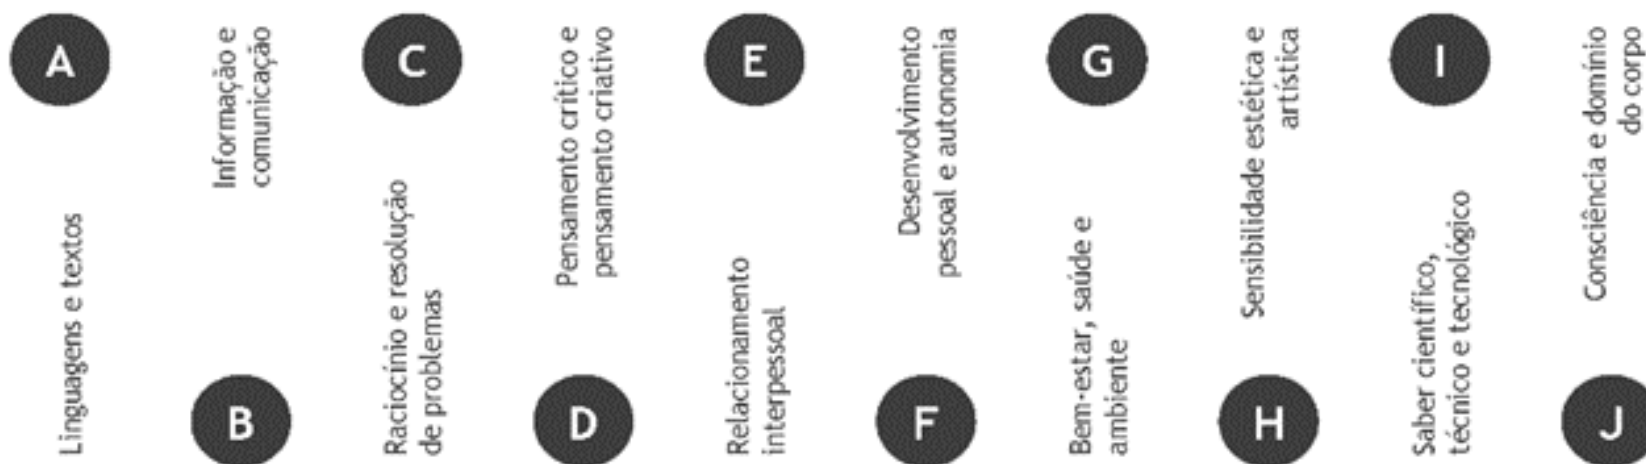 A
Linguagens e textos
B
Informação e
comunicação
C
Raciocínio e resolução
de problemas
D
Pensamento crítico e
pensamento criativo
E
Relacionamento
interpessoal
F
Desenvolvimento
pessoal e autonomia
G
Bem-estar, saúde e
ambiente
H
Sensibilidade estética e
artística
I
Saber científico,
técnico e tecnológico
J
Consciência e domínio
do corpo